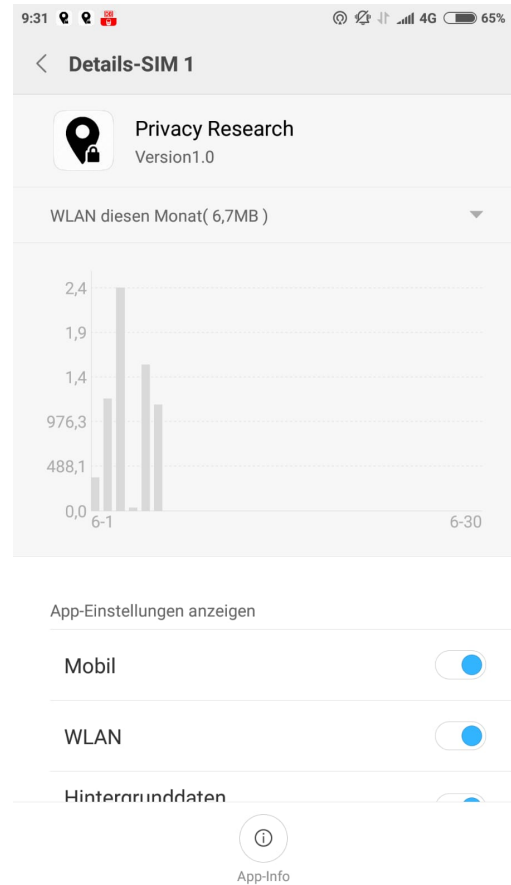 9:31 4G 65%
Details-SIM 1
Privacy Research
Version1.0
WLAN diesen Monat( 6,7MB )
2,4
1,9
1,4
976,3
488,1
0,0
6-1 6-30
App-Einstellungen anzeigen
Mobil
WLAN
Hintergrunddaten
App-Info